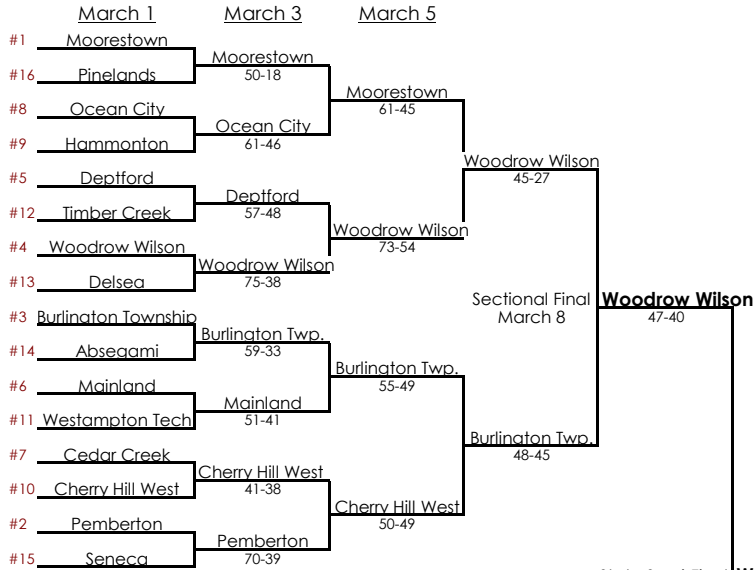 March 1
March 3
March 5
#1 Moorestown
Moorestown
50-18
#16 Pinelands
Moorestown
61-45
#8 Ocean City
Ocean City
61-46
#9 Hammonton
Woodrow Wilson
45-27
#5 Deptford
Deptford
57-48
#12 Timber Creek
Woodrow Wilson
73-54
#4 Woodrow Wilson
Woodrow Wilson
75-38
#13 Delsea
Sectional Final
March 8
Woodrow Wilson
47-40
#3 Burlington Township
Burlington Twp.
59-33
#14 Absegami
Burlington Twp.
55-49
#6 Mainland
Mainland
51-41
#11 Westampton Tech
Burlington Twp.
48-45
#7 Cedar Creek
Cherry Hill West
41-38
#10 Cherry Hill West
Cherry Hill West
50-49
#2 Pemberton
Pemberton
70-39
#15 Seneca